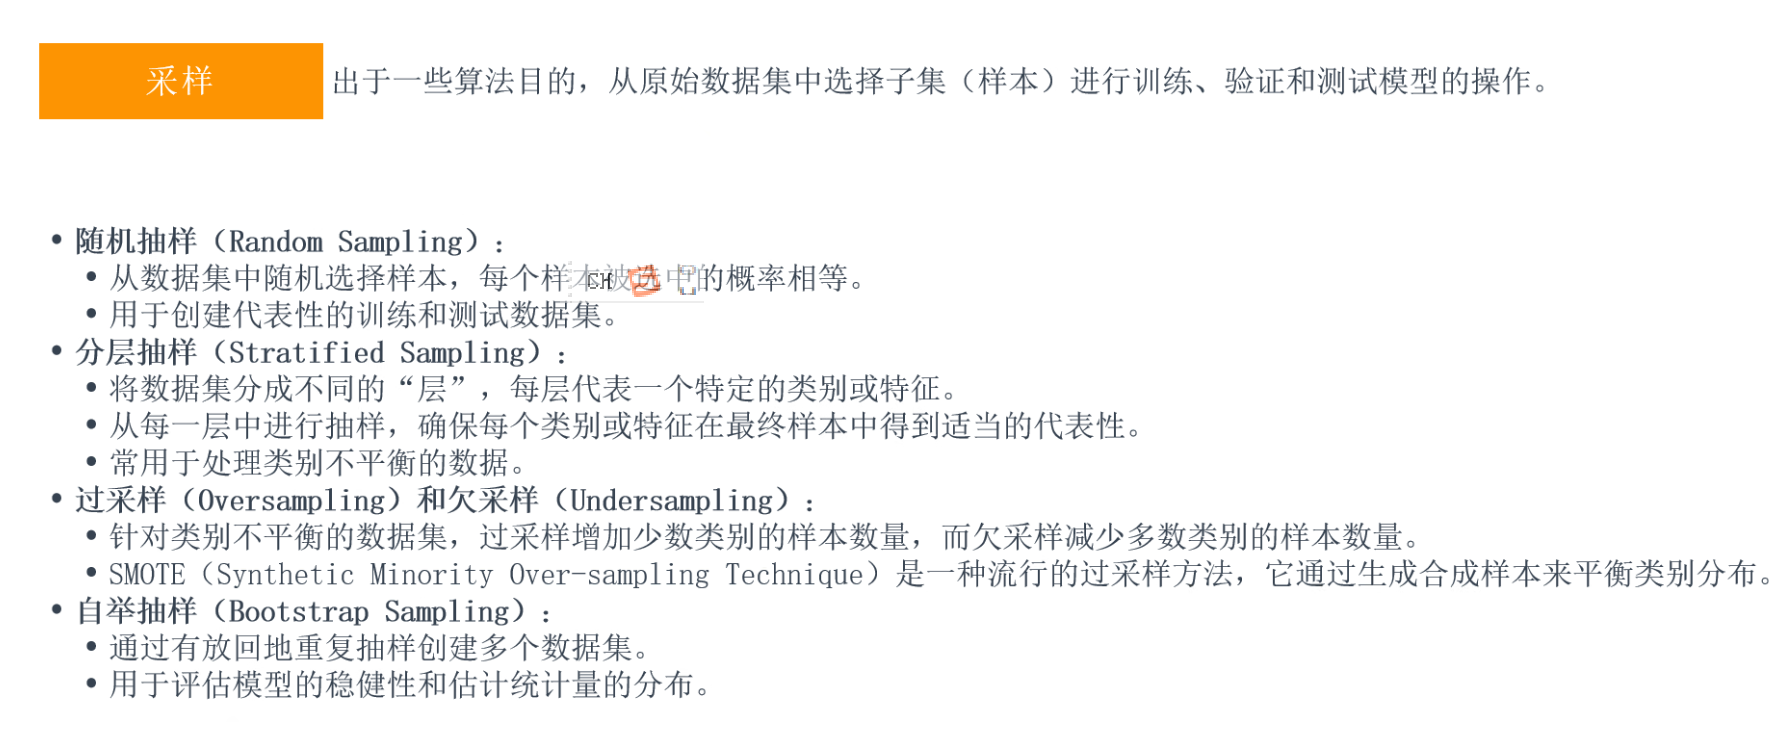 采样
出于一些算法目的，从原始数据集中选择子集（样本）进行训练、验证和测试模型的操作。
• 随机抽样（Random Sampling）：
• 从数据集中随机选择样本，每个样本被选中的概率相等。
• 用于创建代表性的训练和测试数据集。
• 分层抽样（Stratified Sampling）：
• 将数据集分成不同的“层”，每层代表一个特定的类别或特征。
• 从每一层中进行抽样，确保每个类别或特征在最终样本中得到适当的代表性。
• 常用于处理类别不平衡的数据。
• 过采样（Oversampling）和欠采样（Undersampling）：
• 针对类别不平衡的数据集，过采样增加少数类别的样本数量，而欠采样减少多数类别的样本数量。
• SMOTE（Synthetic Minority Over-sampling Technique）是一种流行的过采样方法，它通过生成合成样本来平衡类别分布。
• 自举抽样（Bootstrap Sampling）：
• 通过有放回地重复抽样创建多个数据集。
• 用于评估模型的稳健性和估计统计量的分布。